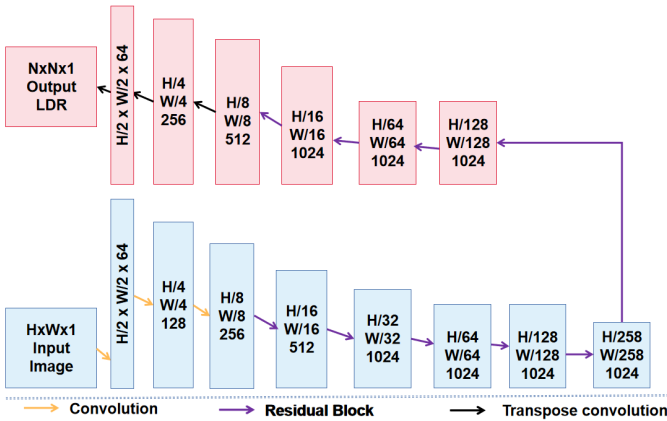 NxNx1
Output
LDR
H/2 x W/2 x 64
H/4
W/4
256
H/8
W/8
512
H/16
W/16
1024
H/64
W/64
1024
H/128
W/128
1024
HxWx1
Input
Image
H/2 x W/2 x 64
H/4
W/4
128
H/8
W/8
256
H/16
W/16
512
H/32
W/32
1024
H/64
W/64
1024
H/128
W/128
1024
H/258
W/258
1024
Convolution
Residual Block
Transpose convolution